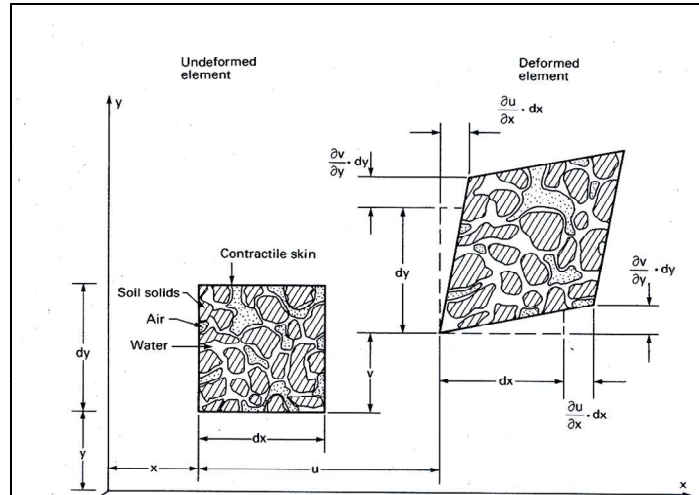 Undeformed
element
Deformed
element
y
∂u/∂x · dx
∂v/∂y · dy
Contractile skin
Soil solids
Air
Water
dy
dy
∂v/∂y · dy
v
dx
dx
∂u/∂x · dx
y
x
u
x